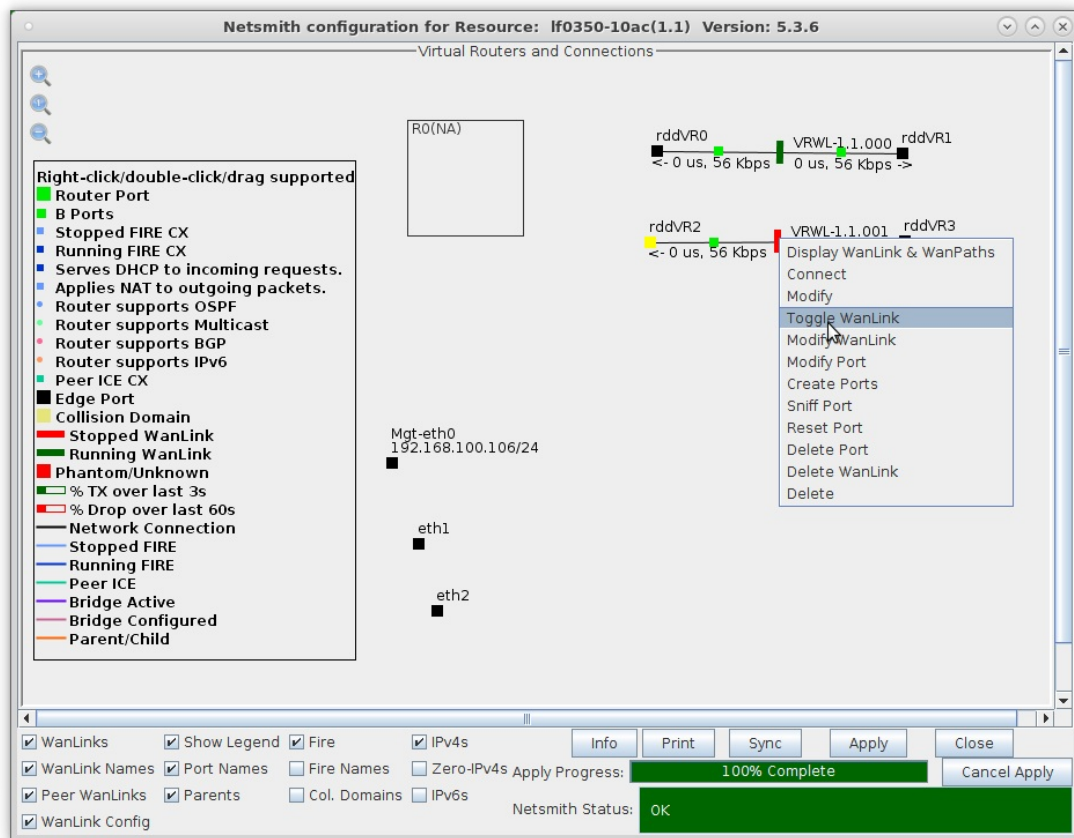 Netsmith configuration for Resource: lf0350-10ac(1.1) Version: 5.3.6
Virtual Routers and Connections
R0(NA)
rddVR0
VRWL-1.1.000
rddVR1
<- 0 us, 56 Kbps
0 us, 56 Kbps ->
rddVR2
VRWL-1.1.001
rddVR3
<- 0 us, 56 Kbps
Display WanLink & WanPaths
Connect
Modify
Toggle WanLink
Modify WanLink
Modify Port
Create Ports
Sniff Port
Reset Port
Delete Port
Delete WanLink
Delete
Right-click/double-click/drag supported
Router Port
B Ports
Stopped FIRE CX
Running FIRE CX
Serves DHCP to incoming requests.
Applies NAT to outgoing packets.
Router supports OSPF
Router supports Multicast
Router supports BGP
Router supports IPv6
Peer ICE CX
Edge Port
Collision Domain
Stopped WanLink
Running WanLink
Phantom/Unknown
% TX over last 3s
% Drop over last 60s
Network Connection
Stopped FIRE
Running FIRE
Peer ICE
Bridge Active
Bridge Configured
Parent/Child
Mgt-eth0
192.168.100.106/24
eth1
eth2
WanLinks Show Legend Fire IPv4s Info Print Sync Apply Close
WanLink Names Port Names Fire Names Zero-IPv4s Apply Progress: 100% Complete Cancel Apply
Peer WanLinks Parents Col. Domains IPv6s Netsmith Status: OK
WanLink Config